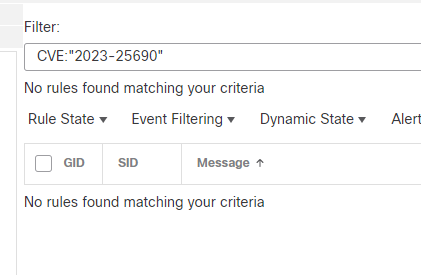 Filter:
CVE:"2023-25690"
No rules found matching your criteria
Rule State ▾ Event Filtering ▾ Dynamic State ▾ Alert
GID SID Message ↑
No rules found matching your criteria